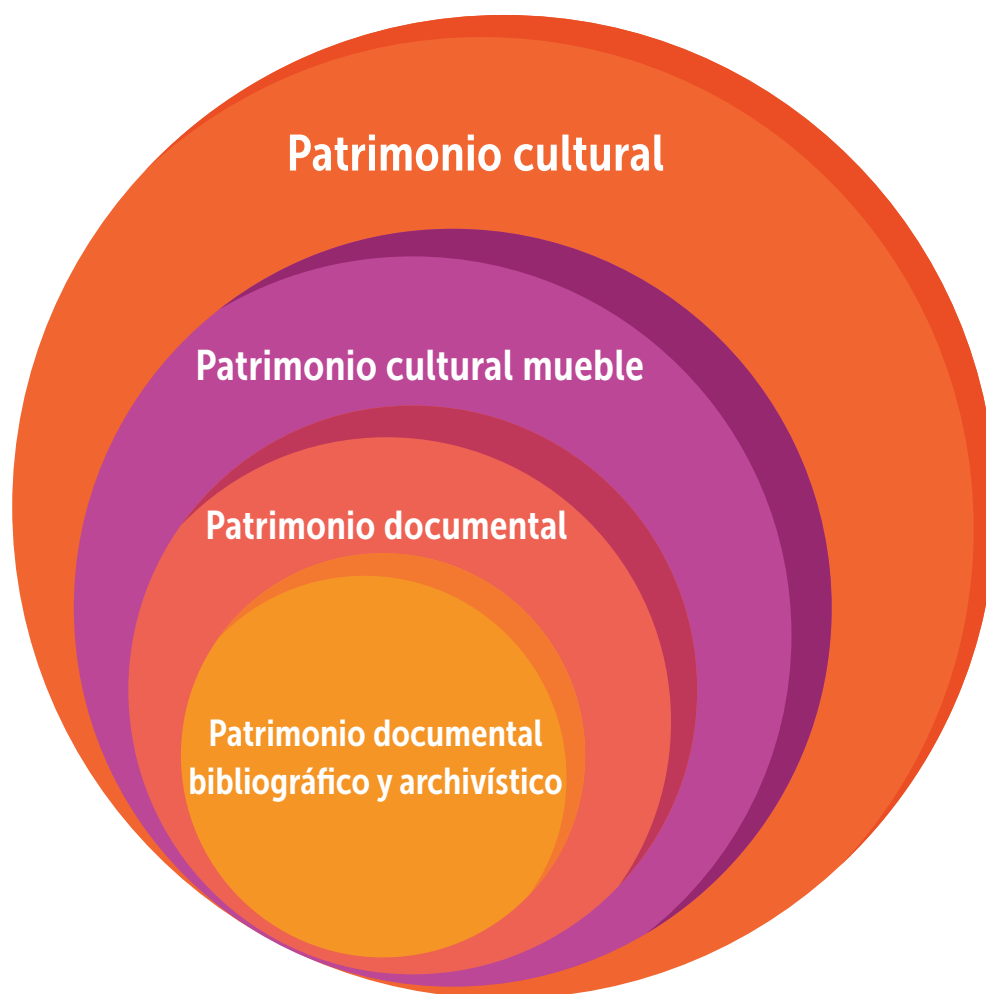 Patrimonio cultural
Patrimonio cultural mueble
Patrimonio documental
Patrimonio documental
bibliográfico y archivístico